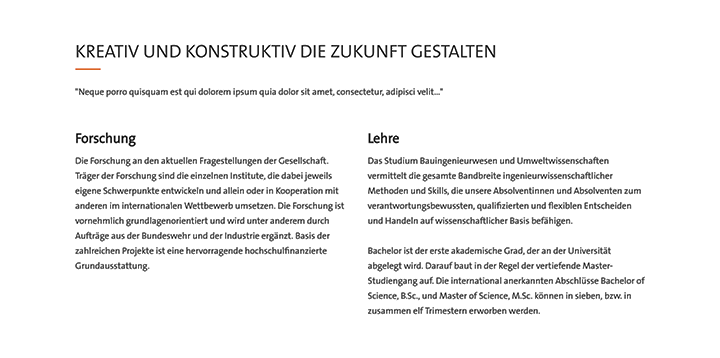 KREATIV UND KONSTRUKTIV DIE ZUKUNFT GESTALTEN
"Neque porro quisquam est qui dolorem ipsum quia dolor sit amet, consectetur, adipisci velit..."
Forschung
Die Forschung an den aktuellen Fragestellungen der Gesellschaft.
Träger der Forschung sind die einzelnen Institute, die dabei jeweils
eigene Schwerpunkte entwickeln und allein oder in Kooperation mit
anderen im internationalen Wettbewerb umsetzen. Die Forschung ist
vornehmlich grundlagenorientiert und wird unter anderem durch
Aufträge aus der Bundeswehr und der Industrie ergänzt. Basis der
zahlreichen Projekte ist eine hervorragende hochschulfinanzierte
Grundausstattung.
Lehre
Das Studium Bauingenieurwesen und Umweltwissenschaften
vermittelt die gesamte Bandbreite ingenieurwissenschaftlicher
Methoden und Skills, die unsere Absolventinnen und Absolventen zum
verantwortungsbewussten, qualifizierten und flexiblen Entscheiden
und Handeln auf wissenschaftlicher Basis befähigen.
Bachelor ist der erste akademische Grad, der an der Universität
abgelegt wird. Darauf baut in der Regel der vertiefende Master-
Studiengang auf. Die international anerkannten Abschlüsse Bachelor of
Science, B.Sc., und Master of Science, M.Sc. können in sieben, bzw. in
zusammen elf Trimestern erworben werden.